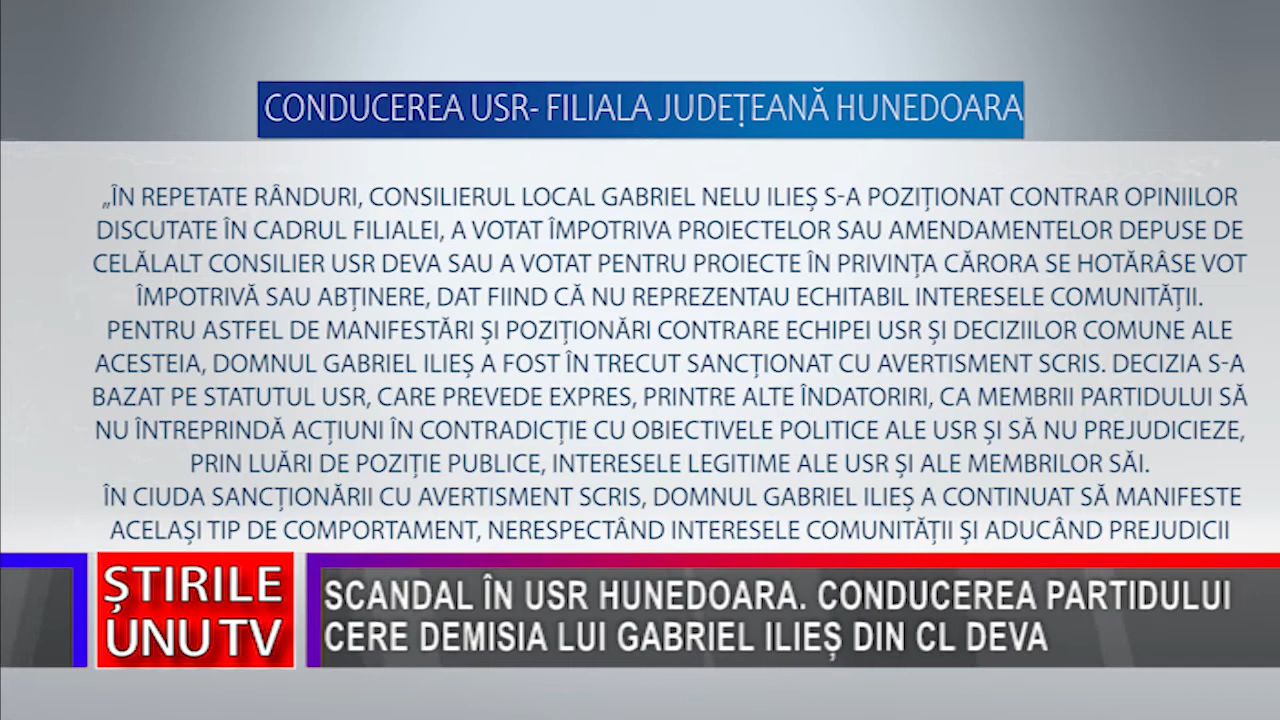 CONDUCEREA USR- FILIALA JUDEȚEANĂ HUNEDOARA
„ÎN REPETATE RÂNDURI, CONSILIERUL LOCAL GABRIEL NELU ILIEȘ S-A POZIȚIONAT CONTRAR OPINIILOR
DISCUTATE ÎN CADRUL FILIALEI, A VOTAT ÎMPOTRIVA PROIECTELOR SAU AMENDAMENTELOR DEPUSE DE
CELĂLALT CONSILIER USR DEVA SAU A VOTAT PENTRU PROIECTE ÎN PRIVINȚA CĂRORA SE HOTĂRÂSE VOT
ÎMPOTRIVĂ SAU ABȚINERE, DAT FIIND CĂ NU REPREZENTAU ECHITABIL INTERESELE COMUNITĂȚII.
PENTRU ASTFEL DE MANIFESTĂRI ȘI POZIȚIONĂRI CONTRARE ECHIPEI USR ȘI DECIZIILOR COMUNE ALE
ACESTEIA, DOMNUL GABRIEL ILIEȘ A FOST ÎN TRECUT SANCȚIONAT CU AVERTISMENT SCRIS. DECIZIA S-A
BAZAT PE STATUTUL USR, CARE PREVEDE EXPRES, PRINTRE ALTE ÎNDATORIRI, CA MEMBRII PARTIDULUI SĂ
NU ÎNTREPRINDĂ ACȚIUNI ÎN CONTRADICȚIE CU OBIECTIVELE POLITICE ALE USR ȘI SĂ NU PREJUDICIEZE,
PRIN LUĂRI DE POZIȚIE PUBLICE, INTERESELE LEGITIME ALE USR ȘI ALE MEMBRILOR SĂI.
ÎN CIUDA SANCȚIONĂRII CU AVERTISMENT SCRIS, DOMNUL GABRIEL ILIEȘ A CONTINUAT SĂ MANIFESTE
ACELAȘI TIP DE COMPORTAMENT, NERESPECTÂND INTERESELE COMUNITĂȚII ȘI ADUCÂND PREJUDICII
ȘTIRILE
UNU TV
SCANDAL ÎN USR HUNEDOARA. CONDUCEREA PARTIDULUI
CERE DEMISIA LUI GABRIEL ILIEȘ DIN CL DEVA